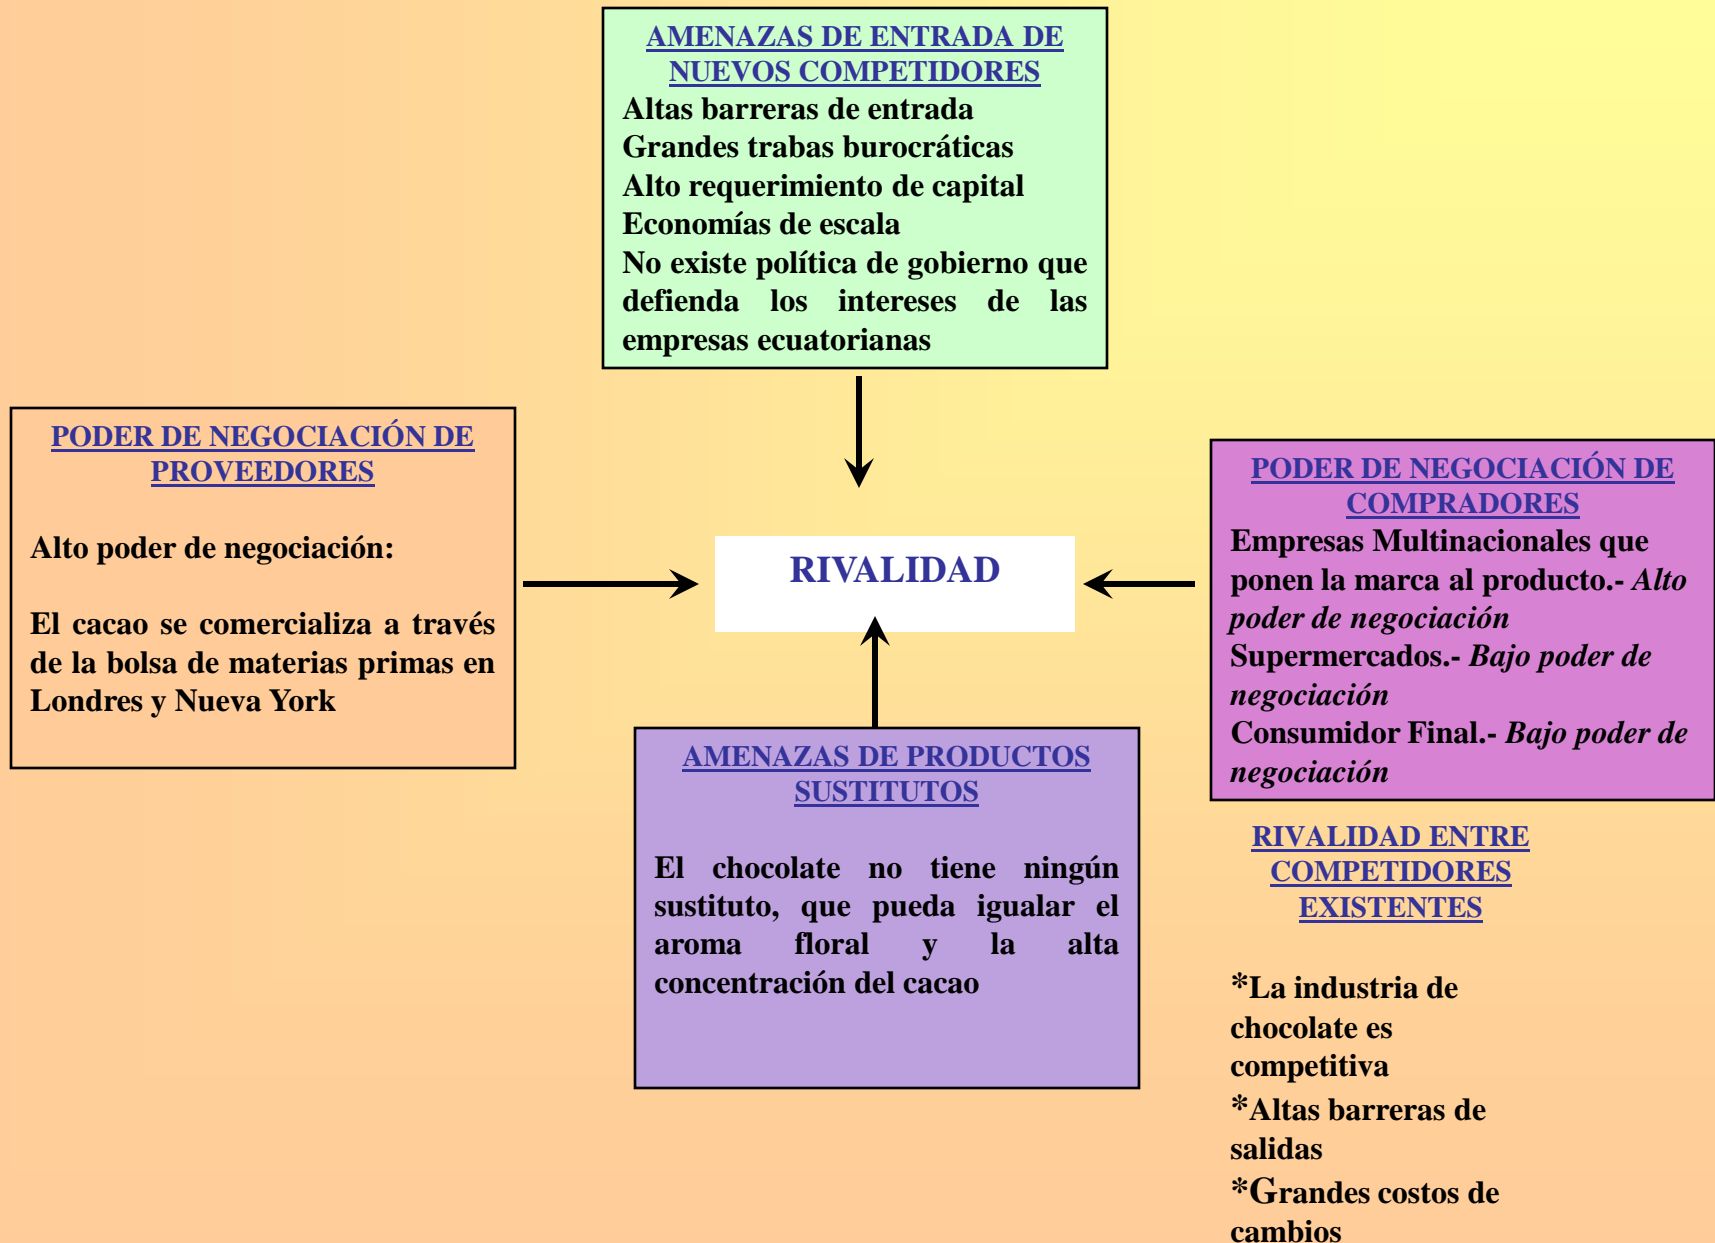 AMENAZAS DE ENTRADA DE
NUEVOS COMPETIDORES
Altas barreras de entrada
Grandes trabas burocráticas
Alto requerimiento de capital
Economías de escala
No existe política de gobierno que
defienda los intereses de las
empresas ecuatorianas
PODER DE NEGOCIACIÓN DE
PROVEEDORES
Alto poder de negociación:
El cacao se comercializa a través
de la bolsa de materias primas en
Londres y Nueva York
RIVALIDAD
PODER DE NEGOCIACIÓN DE
COMPRADORES
Empresas Multinacionales que
ponen la marca al producto.- Alto
poder de negociación
Supermercados.- Bajo poder de
negociación
Consumidor Final.- Bajo poder de
negociación
AMENAZAS DE PRODUCTOS
SUSTITUTOS
El chocolate no tiene ningún
sustituto, que pueda igualar el
aroma floral y la alta
concentración del cacao
RIVALIDAD ENTRE
COMPETIDORES
EXISTENTES
*La industria de
chocolate es
competitiva
*Altas barreras de
salidas
*Grandes costos de
cambios